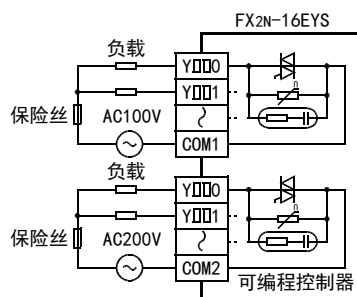 FX2N-16EYS
负载
Y□□0
Y□□1
保险丝
AC100V
COM1
n
负载
Y□□0
Y□□1
保险丝
AC200V
COM2
n
可编程控制器